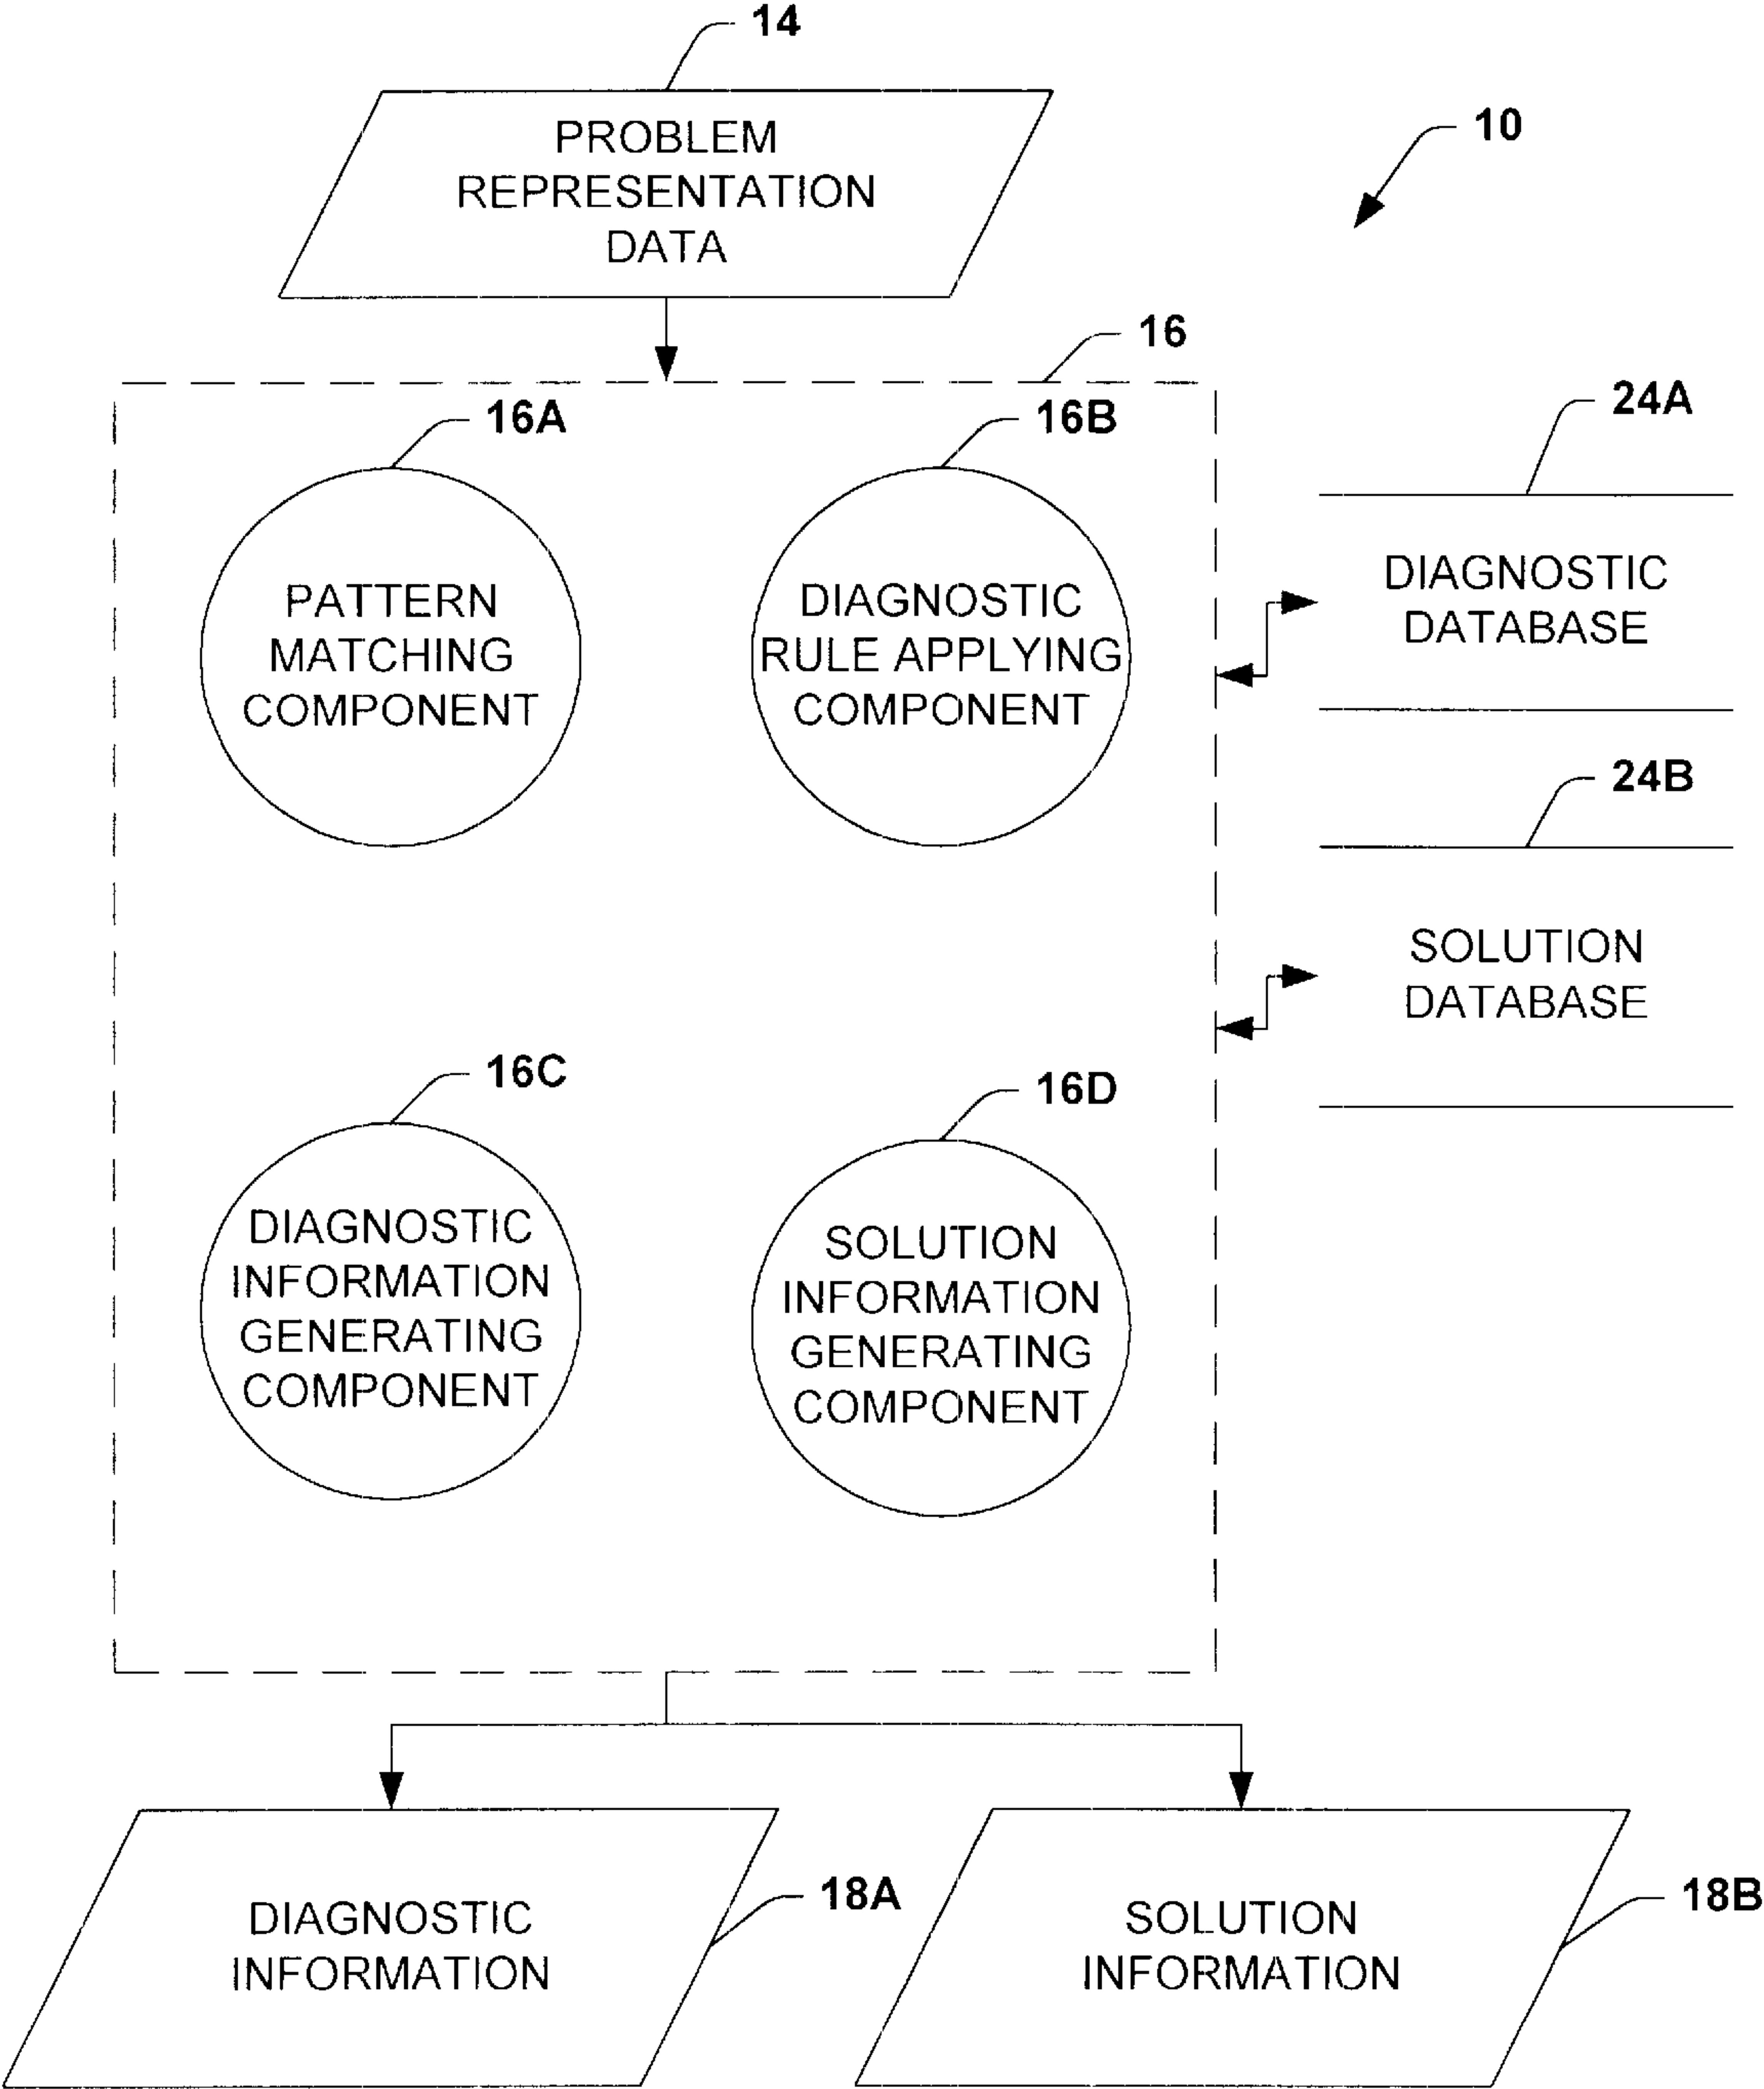 14
PROBLEM
REPRESENTATION
DATA
10
16
16A
16B
24A
PATTERN
MATCHING
COMPONENT
DIAGNOSTIC
RULE APPLYING
COMPONENT
DIAGNOSTIC
DATABASE
24B
SOLUTION
DATABASE
16C
16D
DIAGNOSTIC
INFORMATION
GENERATING
COMPONENT
SOLUTION
INFORMATION
GENERATING
COMPONENT
18A
18B
DIAGNOSTIC
INFORMATION
SOLUTION
INFORMATION